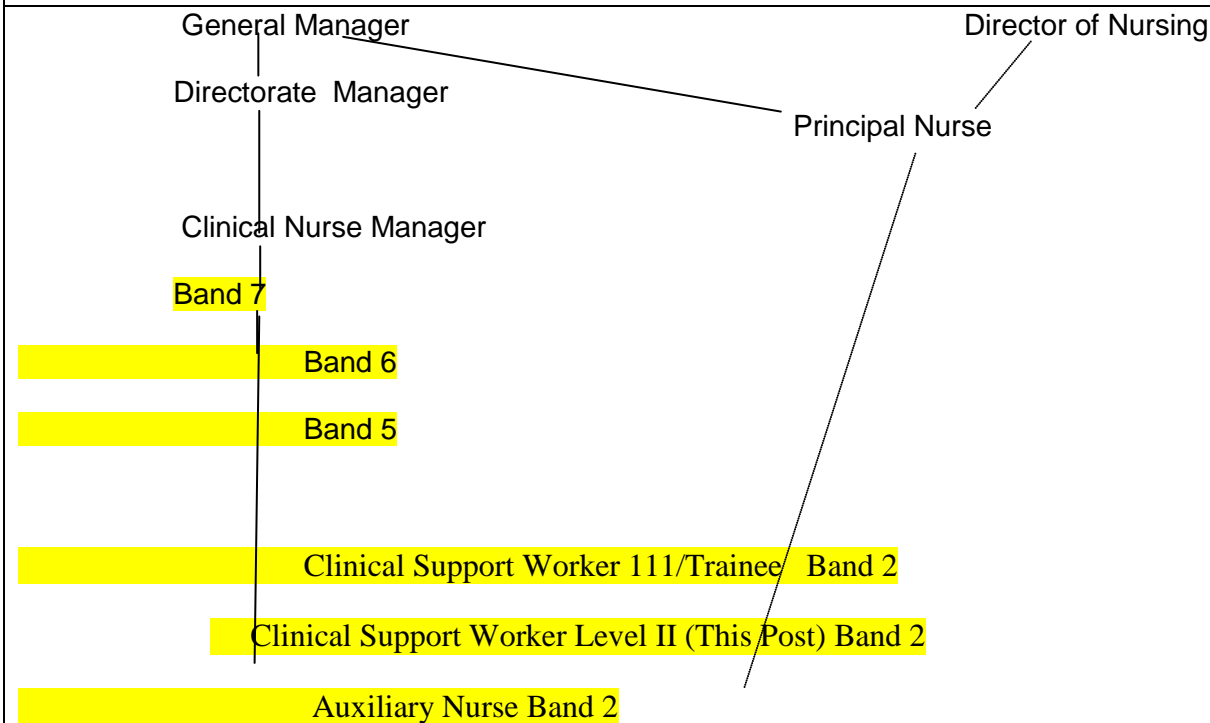 General Manager Director of Nursing
Directorate Manager
Principal Nurse
Clinical Nurse Manager
Band 7
Band 6
Band 5
Clinical Support Worker 111/Trainee Band 2
Clinical Support Worker Level II (This Post) Band 2
Auxiliary Nurse Band 2